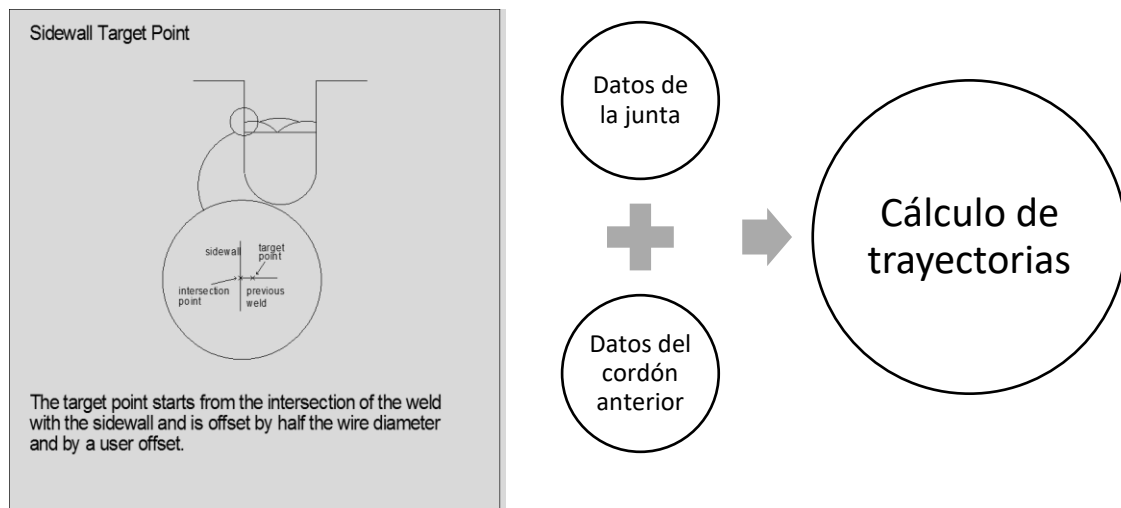 Sidewall Target Point
sidewall
target
point
intersection
point
previous
weld
The target point starts from the intersection of the weld
with the sidewall and is offset by half the wire diameter
and by a user offset.
Datos de
la junta
Datos del
cordón
anterior
Cálculo de
trayectorias